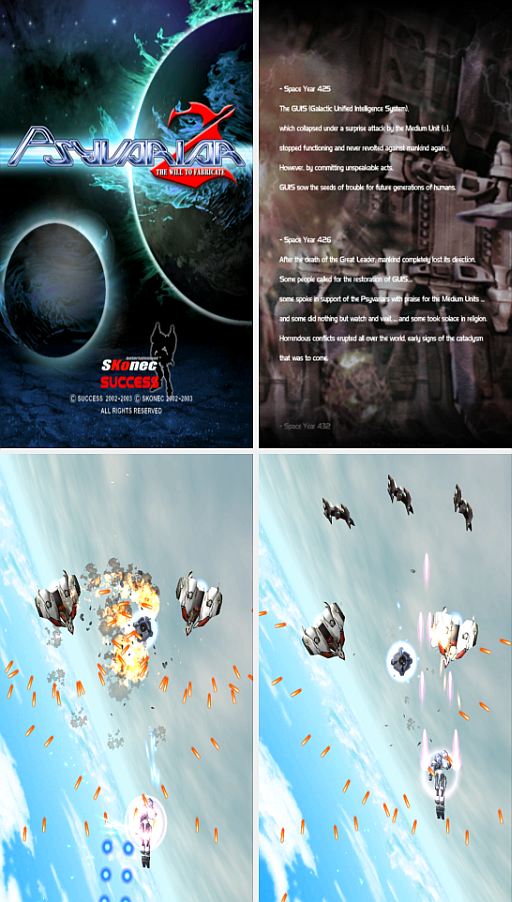 PSYVARIAR 2
THE WILL TO FABRICATE
entertainment
SKonec
SUCCESS
© SUCCESS 2002-2003 © SKONEC 2002-2003
ALL RIGHTS RESERVED
- Space Year 425
The GUIS (Galactic Unified Intelligence System),
which collapsed under a surprise attack by the Medium Unit (;),
stopped functioning and never revolted against mankind again.
However, by committing unspeakable acts,
GUIS sow the seeds of trouble for future generations of humans.
- Space Year 426
After the death of the Great Leader, mankind completely lost its direction.
Some people called for the restoration of GUIS...
some spoke in support of the Psyvariars with praise for the Medium Units ...
and some did nothing but watch and wait, .. and some took solace in religion.
Horrendous conflicts erupted all over the world, early signs of the cataclysm
that was to come.
- Space Year 432